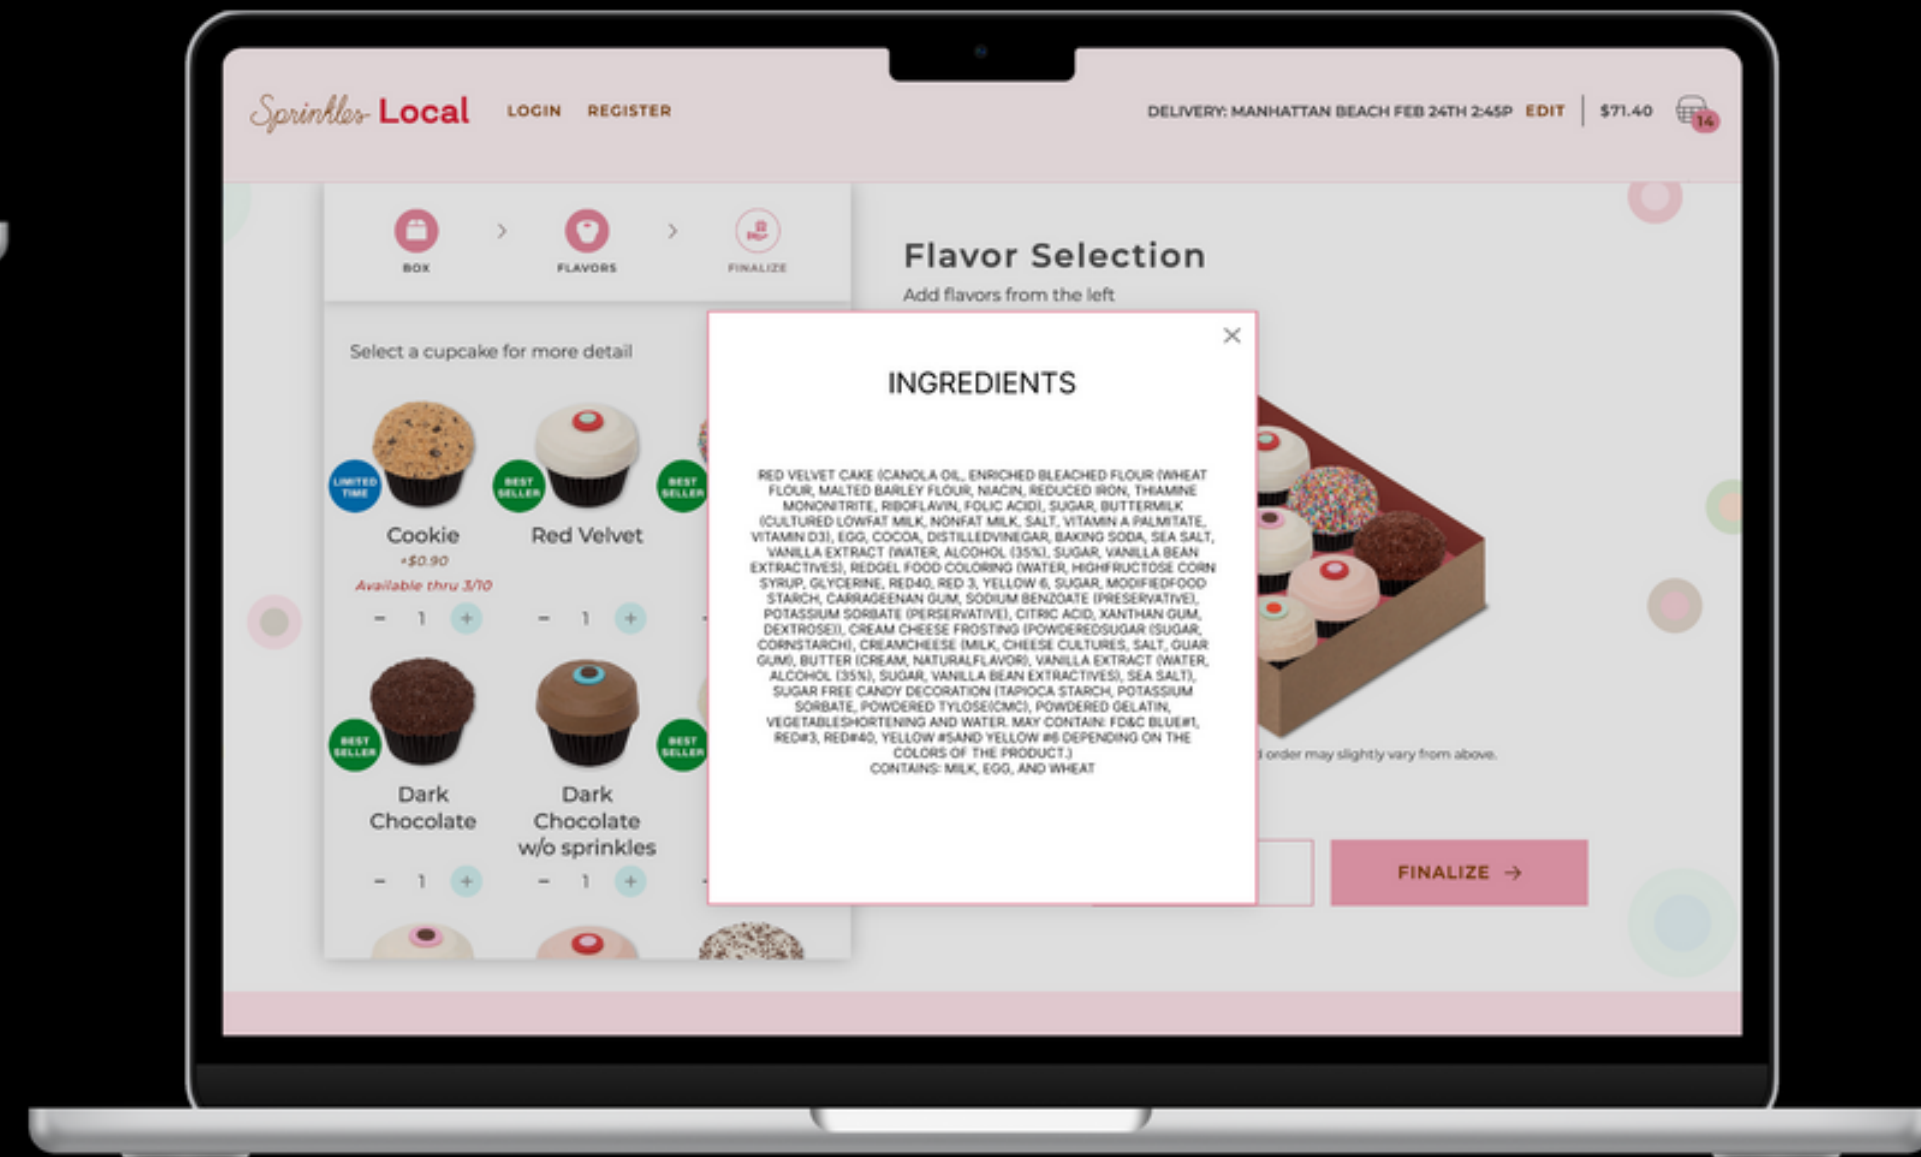 Sprinkles Local
LOGIN REGISTER
DELIVERY: MANHATTAN BEACH FEB 24TH 2:45P EDIT
$71.40
14
BOX
FLAVORS
FINALIZE
Flavor Selection
Add flavors from the left
Select a cupcake for more detail
LIMITED
TIME
Cookie
+$0.90
Available thru 3/10
1
BEST
SELLER
Red Velvet
1
BEST
SELLER
BEST
SELLER
Dark
Chocolate
1
Dark
Chocolate
w/o sprinkles
1
BEST
SELLER
INGREDIENTS
RED VELVET CAKE (CANOLA OIL, ENRICHED BLEACHED FLOUR (WHEAT
FLOUR, MALTED BARLEY FLOUR, NIACIN, REDUCED IRON, THIAMINE
MONONITRITE, RIBOFLAVIN, FOLIC ACID), SUGAR, BUTTERMILK
(CULTURED LOWFAT MILK, NONFAT MILK, SALT, VITAMIN A PALMITATE,
VITAMIN D3), EGG, COCOA, DISTILLEDVINEGAR, BAKING SODA, SEA SALT,
VANILLA EXTRACT (WATER, ALCOHOL (35%), SUGAR, VANILLA BEAN
EXTRACTIVES), REDGEL FOOD COLORING (WATER, HIGHFRUCTOSE CORN
SYRUP, GLYCERINE, RED40, RED 3, YELLOW 6, SUGAR, MODIFIEDFOOD
STARCH, CARRAGEENAN GUM, SODIUM BENZOATE (PRESERVATIVE),
POTASSIUM SORBATE (PERSERVATIVE), CITRIC ACID, XANTHAN GUM,
DEXTROSE)), CREAM CHEESE FROSTING (POWDEREDSUGAR (SUGAR,
CORNSTARCH), CREAMCHEESE (MILK, CHEESE CULTURES, SALT, GUAR
GUM), BUTTER (CREAM, NATURALFLAVOR), VANILLA EXTRACT (WATER,
ALCOHOL (35%), SUGAR, VANILLA BEAN EXTRACTIVES), SEA SALT),
SUGAR FREE CANDY DECORATION (TAPIOCA STARCH, POTASSIUM
SORBATE, POWDERED TYLOSE(CMC), POWDERED GELATIN,
VEGETABLESHORTENING AND WATER. MAY CONTAIN: FD&C BLUE#1,
RED#3, RED#40, YELLOW #5AND YELLOW #6 DEPENDING ON THE
COLORS OF THE PRODUCT.)
CONTAINS: MILK, EGG, AND WHEAT
order may slightly vary from above.
FINALIZE